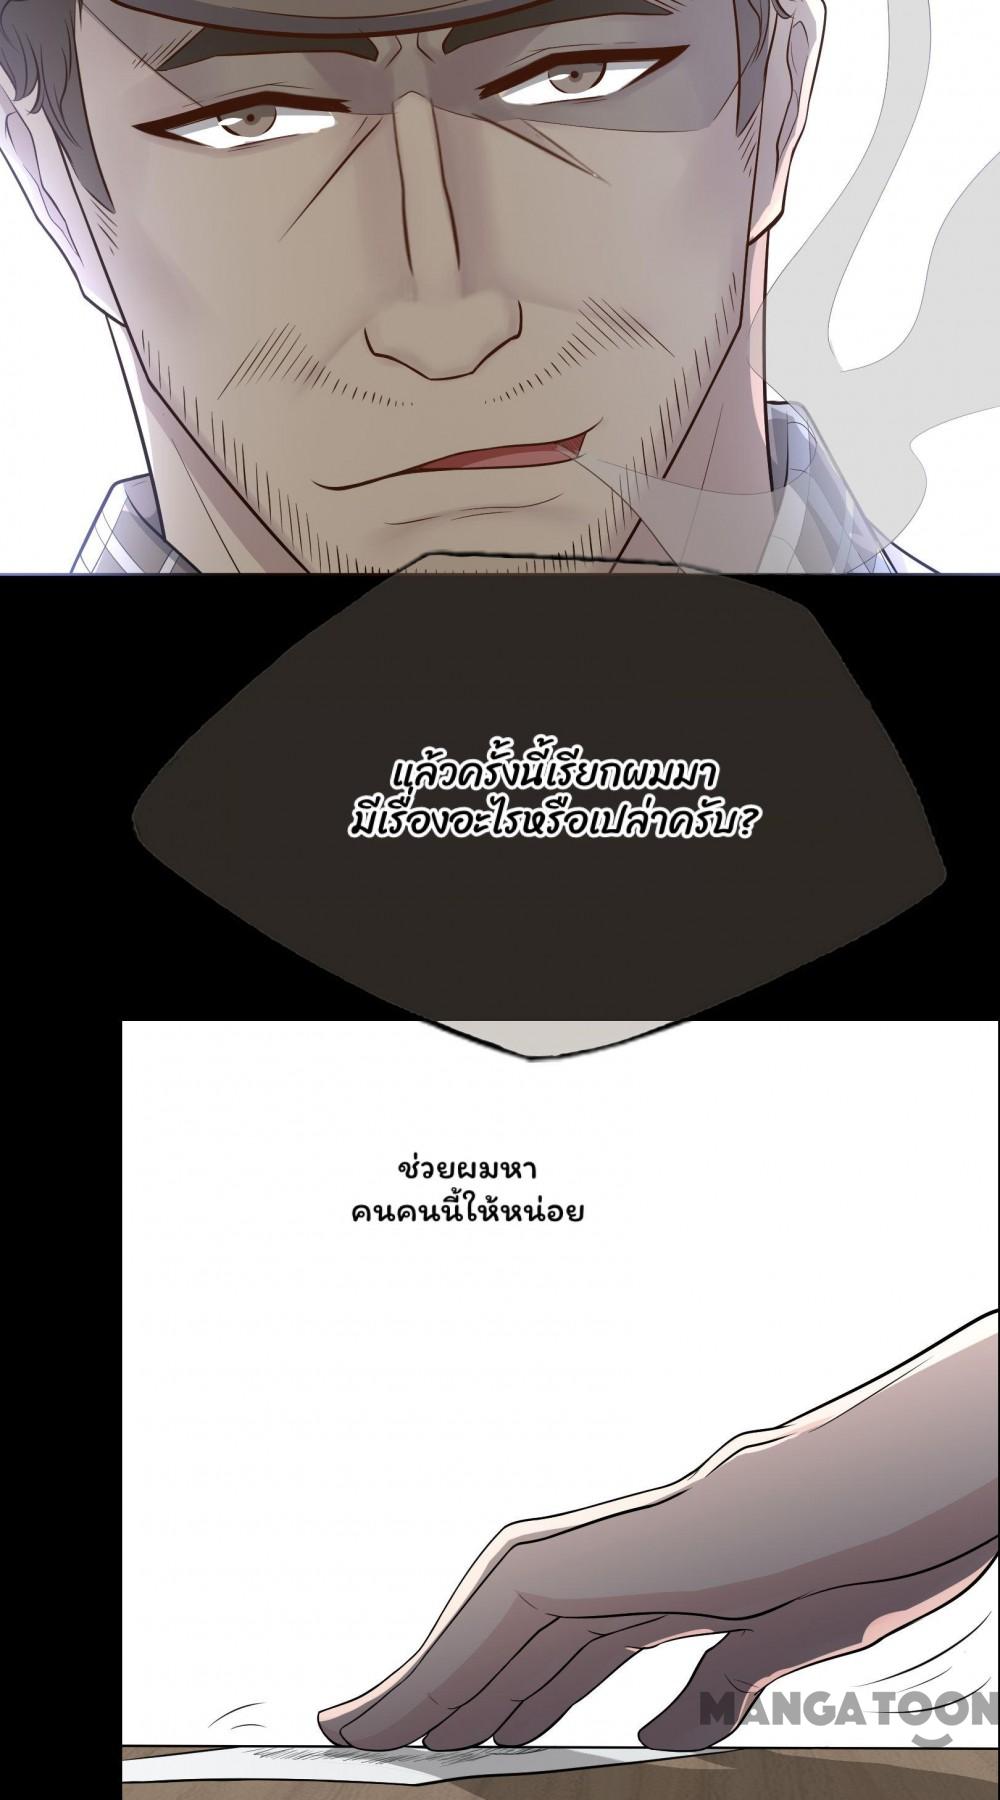 แล้วครั้งนี้เรียกผมมา
มีเรื่องอะไรหรือเปล่าครับ?
ช่วยผมหา
คนคนนี้ให้หน่อย
MANGATOON